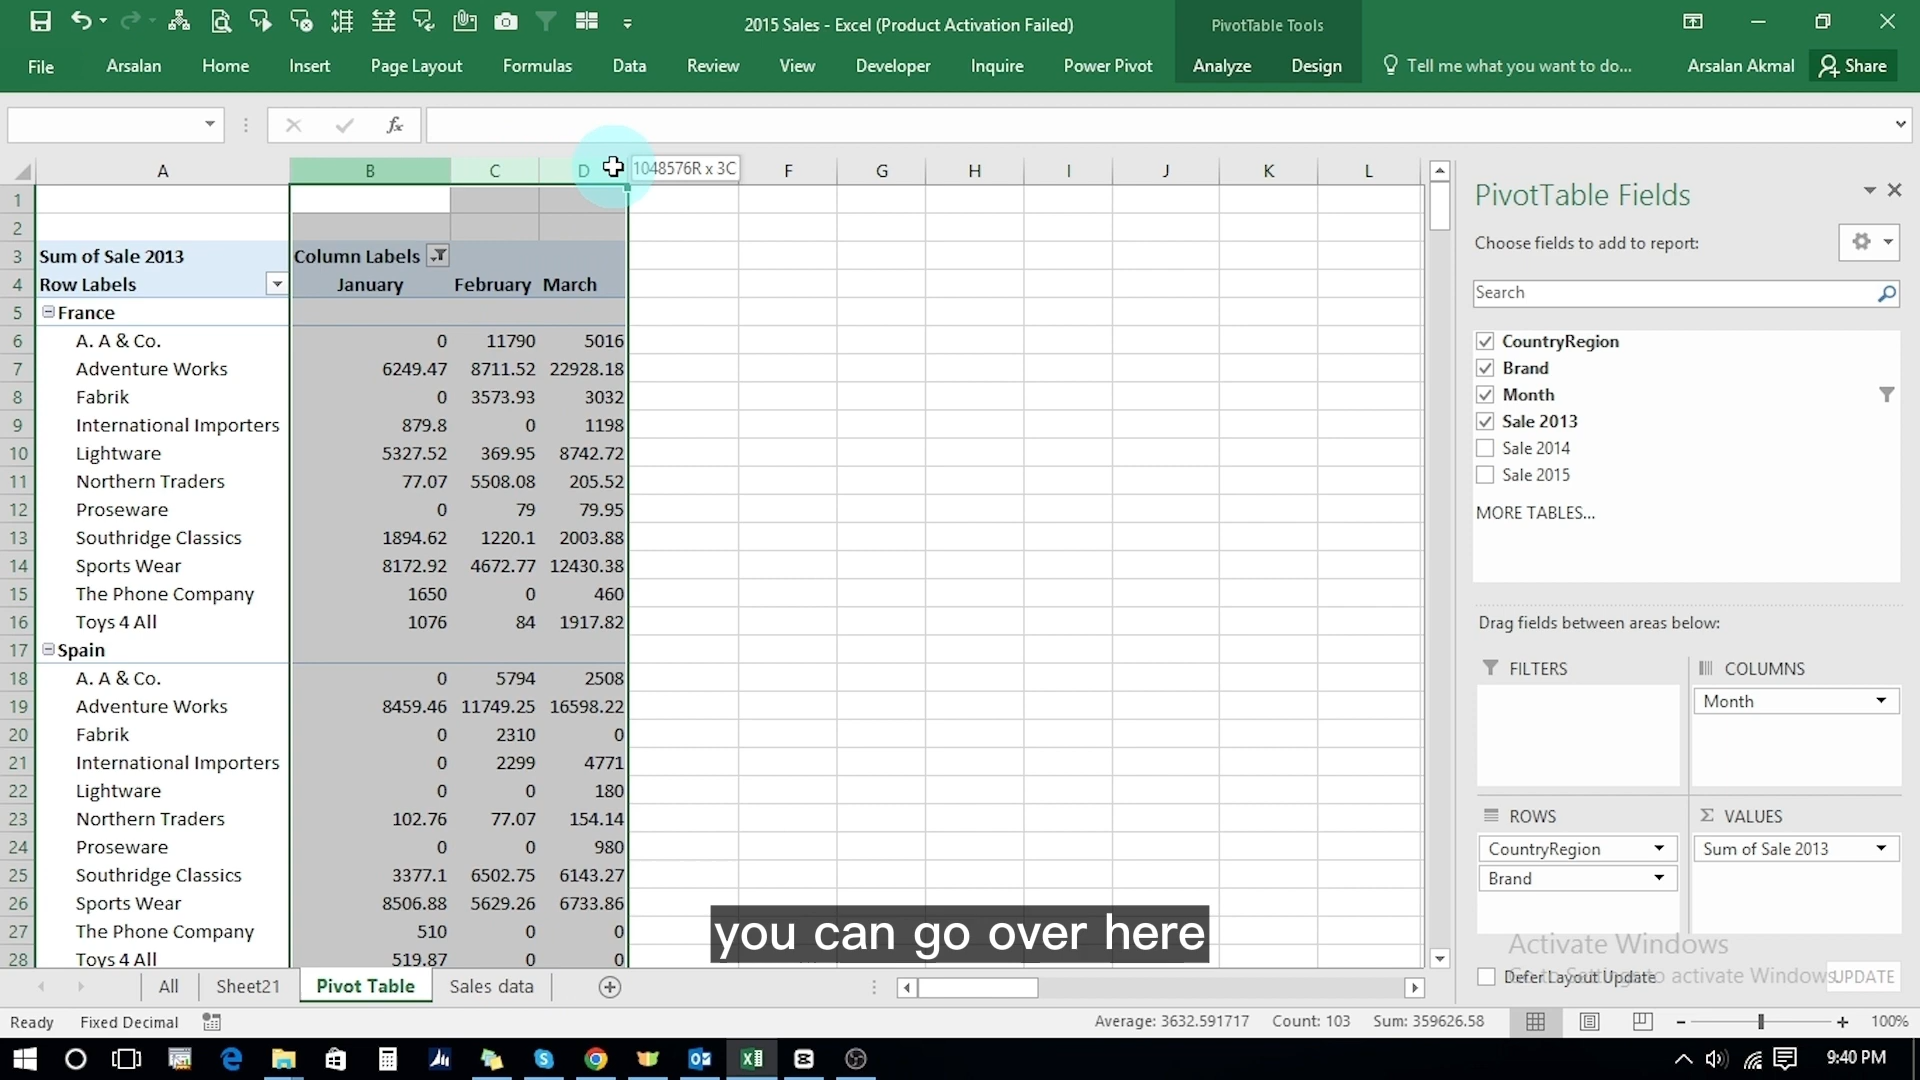 2015 Sales - Excel (Product Activation Failed)
PivotTable Tools
File Arsalan Home Insert Page Layout Formulas Data Review View Developer Inquire Power Pivot Analyze Design Tell me what you want to do... Arsalan Akmal Share
fx
1048576R x 3C
A B C D F G H I J K L
1
2
3 Sum of Sale 2013 Column Labels
4 Row Labels January February March
5 France
6 A. A & Co. 0 11790 5016
7 Adventure Works 6249.47 8711.52 22928.18
8 Fabrik 0 3573.93 3032
9 International Importers 879.8 0 1198
10 Lightware 5327.52 369.95 8742.72
11 Northern Traders 77.07 5508.08 205.52
12 Proseware 0 79 79.95
13 Southridge Classics 1894.62 1220.1 2003.88
14 Sports Wear 8172.92 4672.77 12430.38
15 The Phone Company 1650 0 460
16 Toys 4 All 1076 84 1917.82
17 Spain
18 A. A & Co. 0 5794 2508
19 Adventure Works 8459.46 11749.25 16598.22
20 Fabrik 0 2310 0
21 International Importers 0 2299 4771
22 Lightware 0 0 180
23 Northern Traders 102.76 77.07 154.14
24 Proseware 0 0 980
25 Southridge Classics 3377.1 6502.75 6143.27
26 Sports Wear 8506.88 5629.26 6733.86
27 The Phone Company 510 0 0
28 Toys 4 All 519.87 0 0
you can go over here
PivotTable Fields
Choose fields to add to report:
Search
CountryRegion
Brand
Month
Sale 2013
Sale 2014
Sale 2015
MORE TABLES...
Drag fields between areas below:
FILTERS COLUMNS
Month
ROWS Σ VALUES
CountryRegion Sum of Sale 2013
Brand
Activate Windows
Go to Settings to activate Windows.
Defer Layout Update UPDATE
All Sheet21 Pivot Table Sales data
Ready Fixed Decimal Average: 3632.591717 Count: 103 Sum: 359626.58 100%
9:40 PM